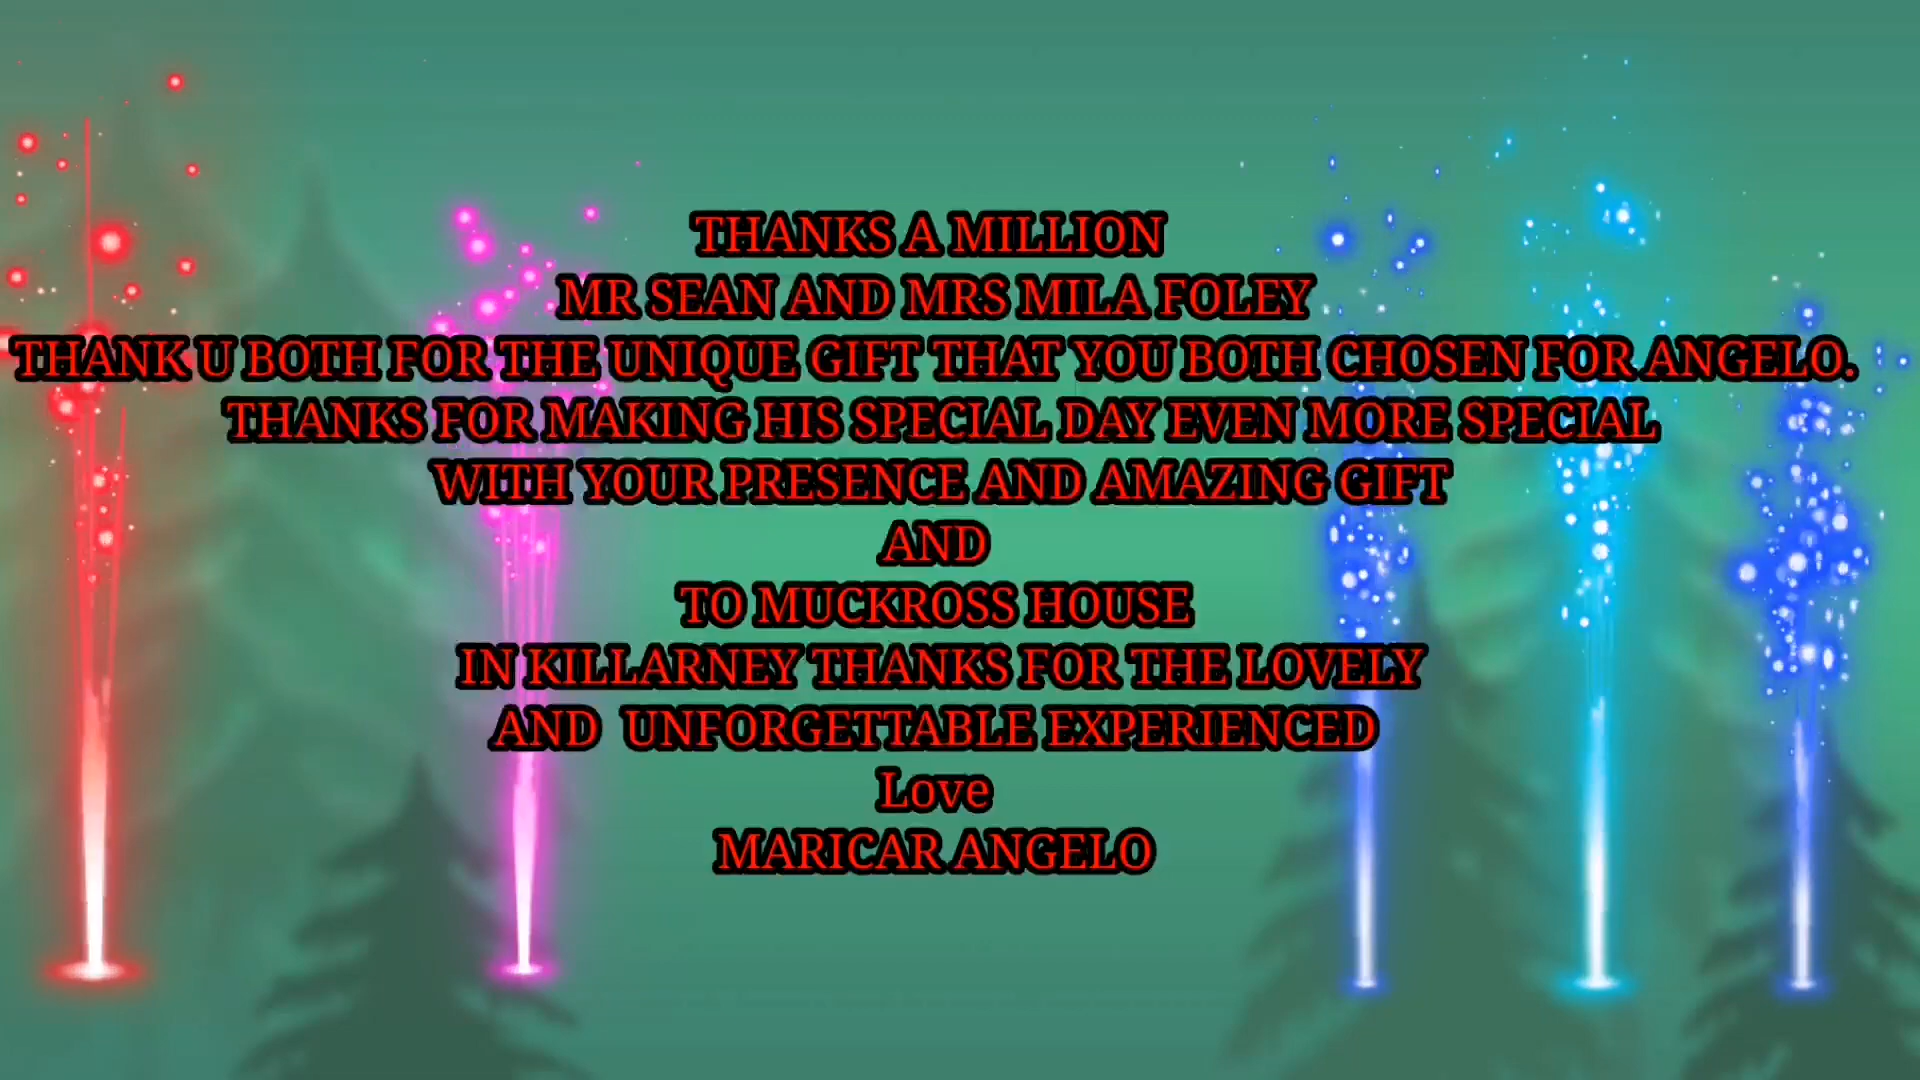 THANKS A MILLION
MR SEAN AND MRS MILA FOLEY
THANK U BOTH FOR THE UNIQUE GIFT THAT YOU BOTH CHOSEN FOR ANGELO.
THANKS FOR MAKING HIS SPECIAL DAY EVEN MORE SPECIAL
WITH YOUR PRESENCE AND AMAZING GIFT
AND
TO MUCKROSS HOUSE
IN KILLARNEY THANKS FOR THE LOVELY
AND  UNFORGETTABLE EXPERIENCED
Love
MARICAR ANGELO